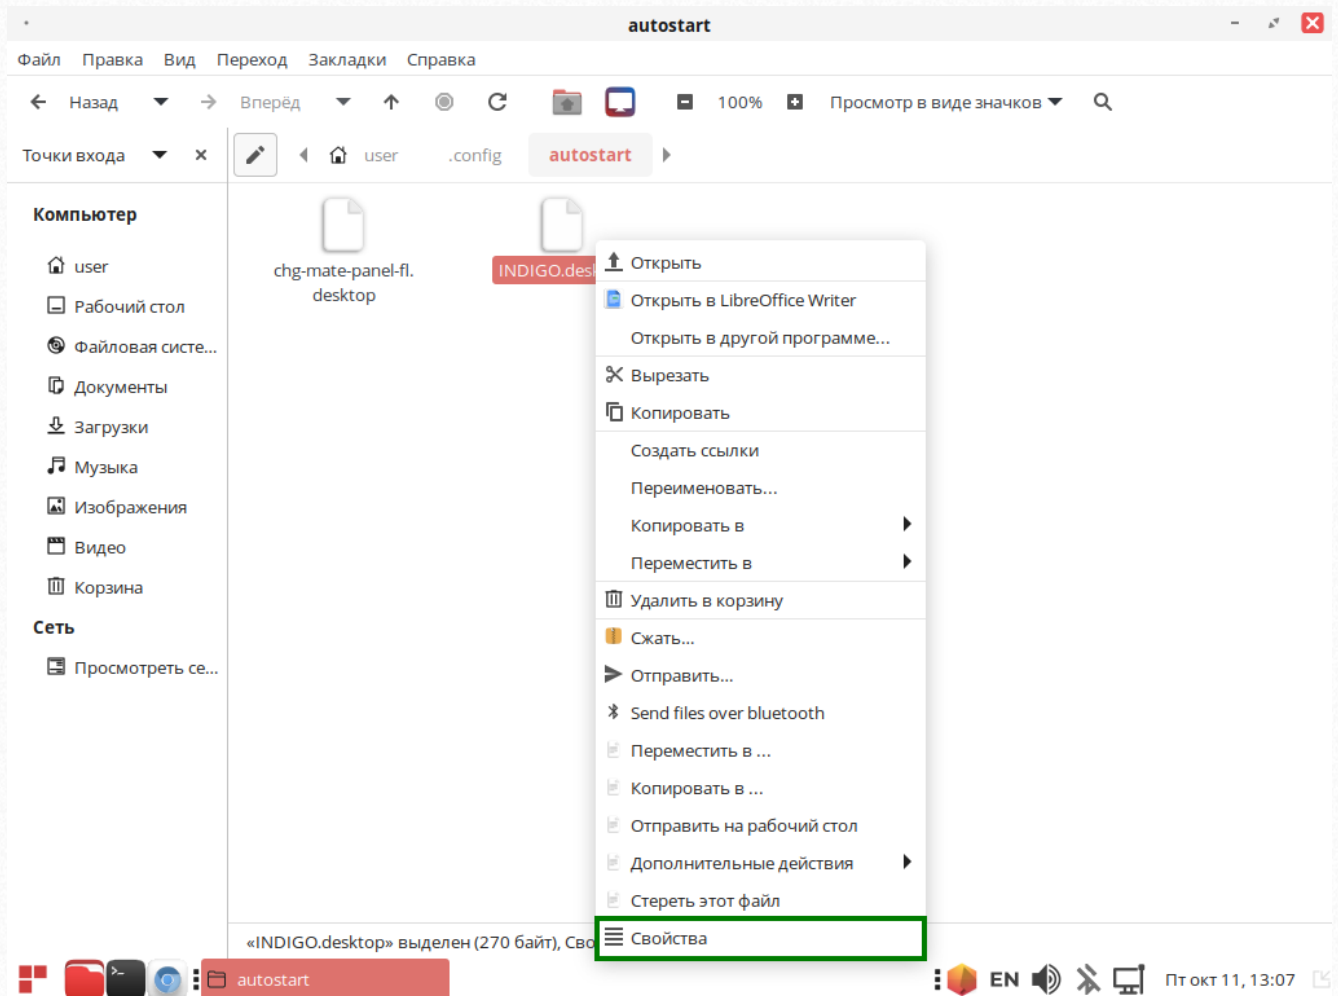 autostart
Файл Правка Вид Переход Закладки Справка
Назад Вперёд 100% Просмотр в виде значков
Точки входа user .config autostart
Компьютер
user
Рабочий стол
Файловая систе...
Документы
Загрузки
Музыка
Изображения
Видео
Корзина
Сеть
Просмотреть се...
chg-mate-panel-fl.
desktop
INDIGO.desk
Открыть
Открыть в LibreOffice Writer
Открыть в другой программе...
Вырезать
Копировать
Создать ссылки
Переименовать...
Копировать в
Переместить в
Удалить в корзину
Сжать...
Отправить...
Send files over bluetooth
Переместить в ...
Копировать в ...
Отправить на рабочий стол
Дополнительные действия
Стереть этот файл
Свойства
«INDIGO.desktop» выделен (270 байт), Сво
autostart EN Пт окт 11, 13:07